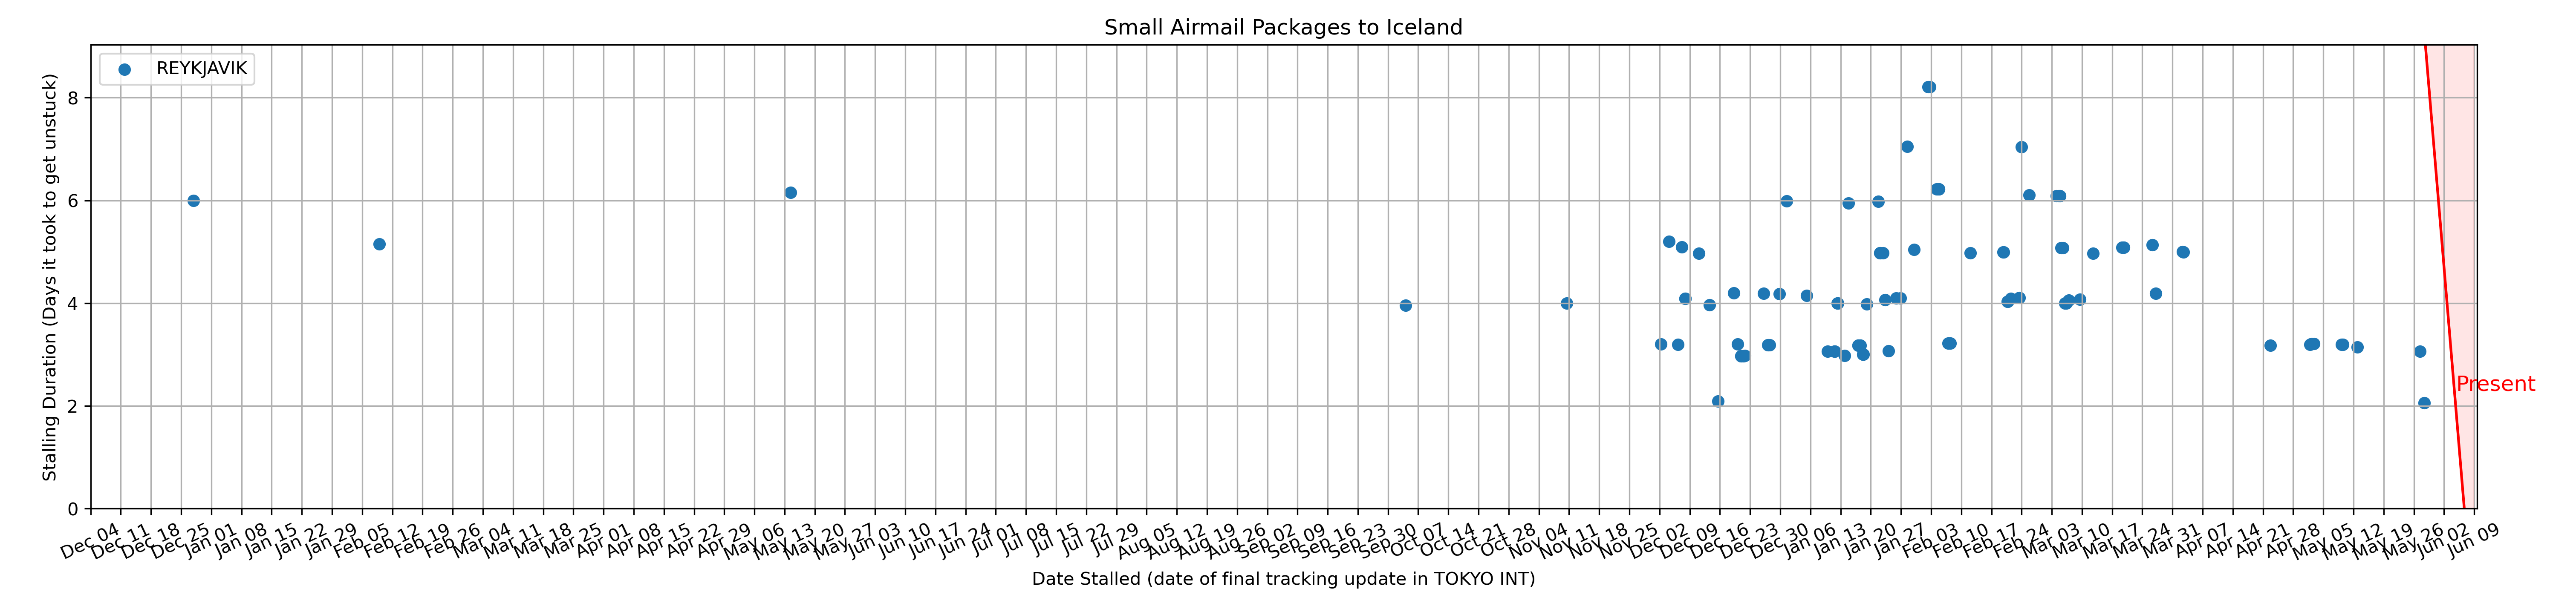 Small Airmail Packages to Iceland
REYKJAVIK
Stalling Duration (Days it took to get unstuck)
8
6
4
2
0
Present
Dec 04 Dec 11 Dec 18 Dec 25 Jan 01 Jan 08 Jan 15 Jan 22 Jan 29 Feb 05 Feb 12 Feb 19 Feb 26 Mar 04 Mar 11 Mar 18 Mar 25 Apr 01 Apr 08 Apr 15 Apr 22 Apr 29 May 06 May 13 May 20 May 27 Jun 03 Jun 10 Jun 17 Jun 24 Jul 01 Jul 08 Jul 15 Jul 22 Jul 29 Aug 05 Aug 12 Aug 19 Aug 26 Sep 02 Sep 09 Sep 16 Sep 23 Sep 30 Oct 07 Oct 14 Oct 21 Oct 28 Nov 04 Nov 11 Nov 18 Nov 25 Dec 02 Dec 09 Dec 16 Dec 23 Dec 30 Jan 06 Jan 13 Jan 20 Jan 27 Feb 03 Feb 10 Feb 17 Feb 24 Mar 03 Mar 10 Mar 17 Mar 24 Mar 31 Apr 07 Apr 14 Apr 21 Apr 28 May 05 May 12 May 19 May 26 Jun 02 Jun 09
Date Stalled (date of final tracking update in TOKYO INT)